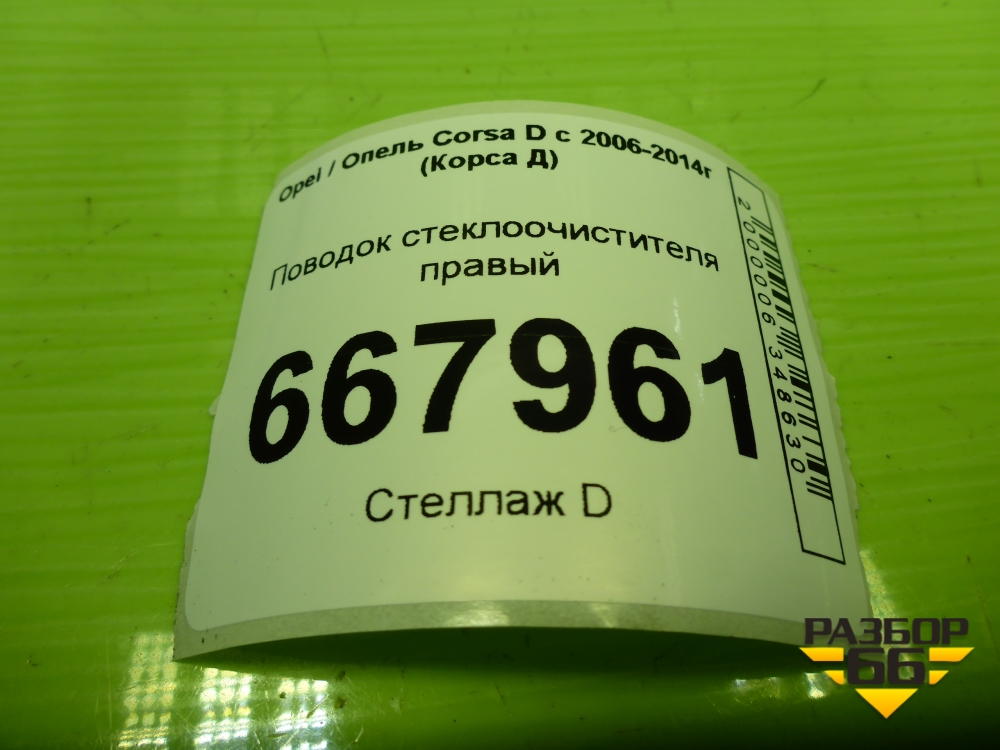 Opel / Опель Corsa D с 2006-2014г
(Корса Д)
Поводок стеклоочистителя
правый
667961
Стеллаж D
2000006348630
РАЗБОР
66